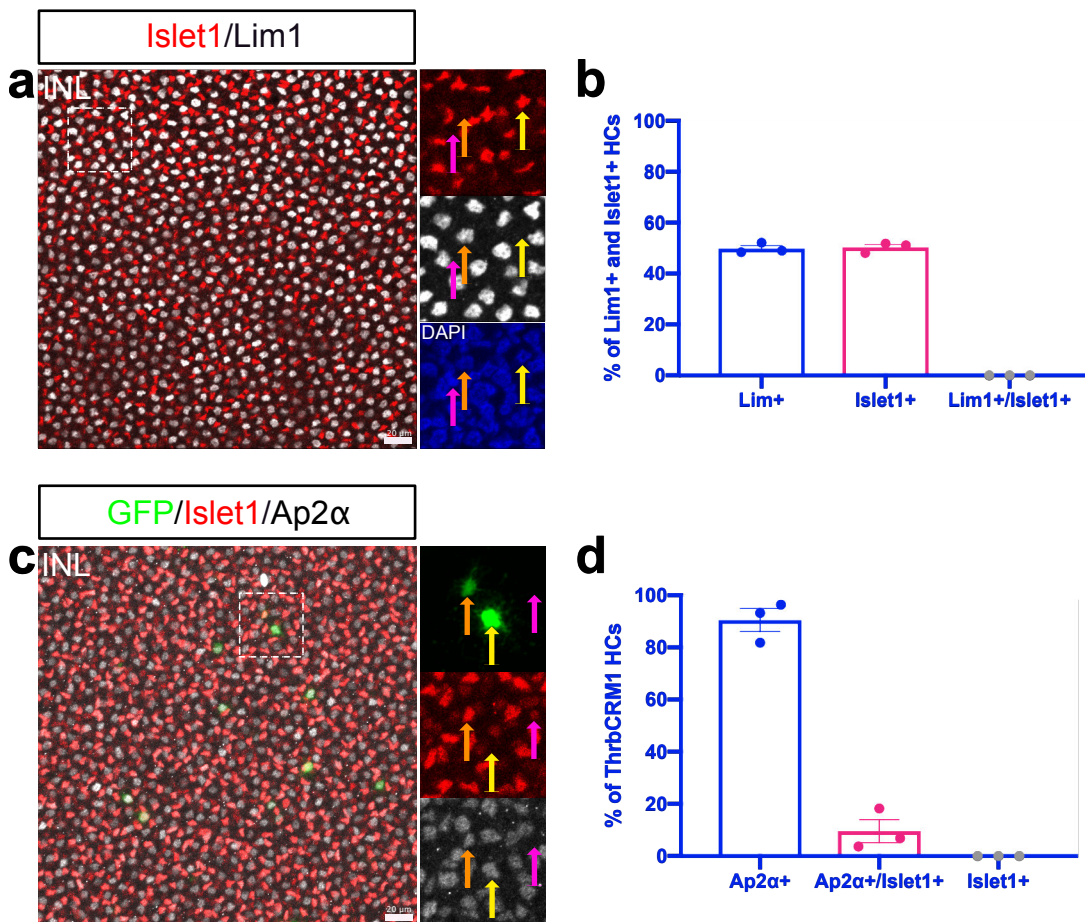 Islet1/Lim1
a
INL
DAPI
20 μm
b
% of Lim1+ and Islet1+ HCs
100
80
60
40
20
0
Lim+
Islet1+
Lim1+/Islet1+
GFP/Islet1/Ap2α
c
INL
20 μm
d
% of ThrbCRM1 HCs
100
80
60
40
20
0
Ap2α+
Ap2α+/Islet1+
Islet1+